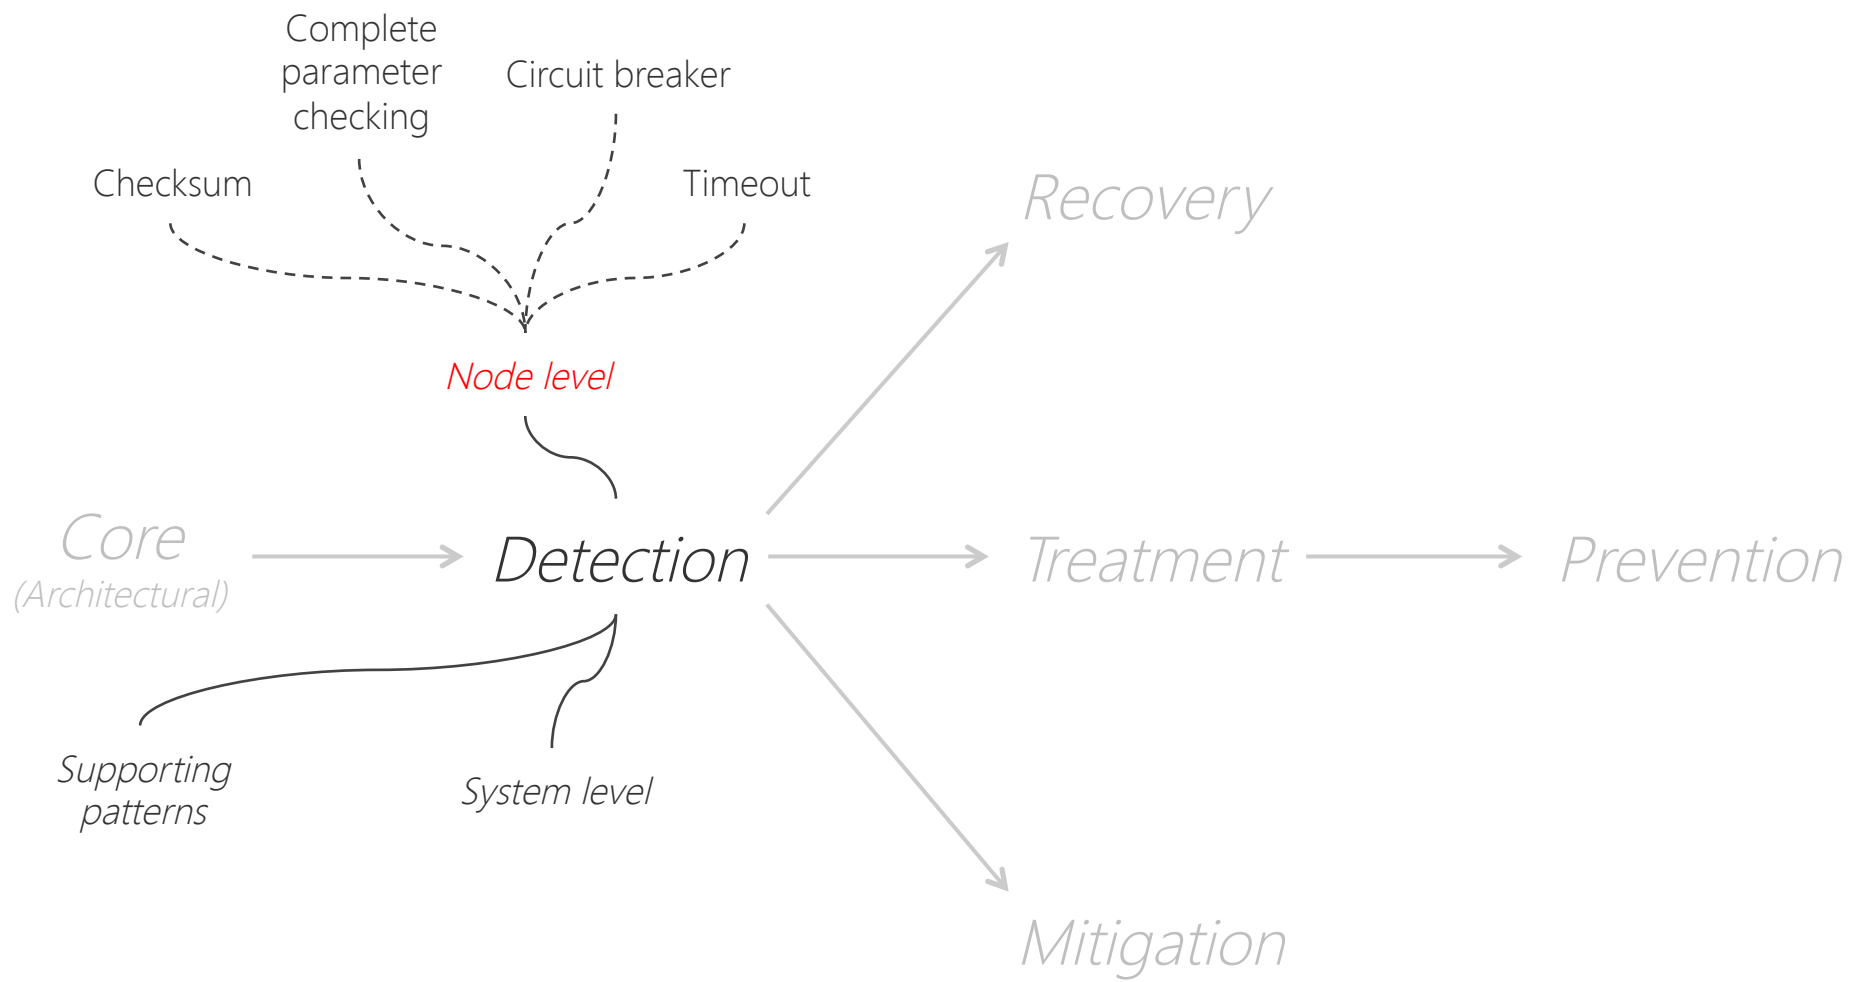 Complete
parameter
checking
Circuit breaker
Checksum
Timeout
Recovery
Node level
Core
(Architectural)
Detection
Treatment
Prevention
Supporting
patterns
System level
Mitigation